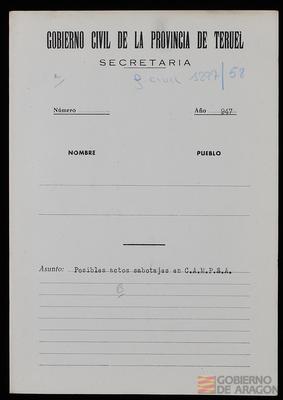 GOBIERNO CIVIL DE LA PROVINCIA DE TERUEL
SECRETARIA
g civil 1227/58
Número
Año 947
NOMBRE PUEBLO
Asunto: Posibles actos sabotajes en C.A.M.P.S.A.
GOBIERNO
DE ARAGON